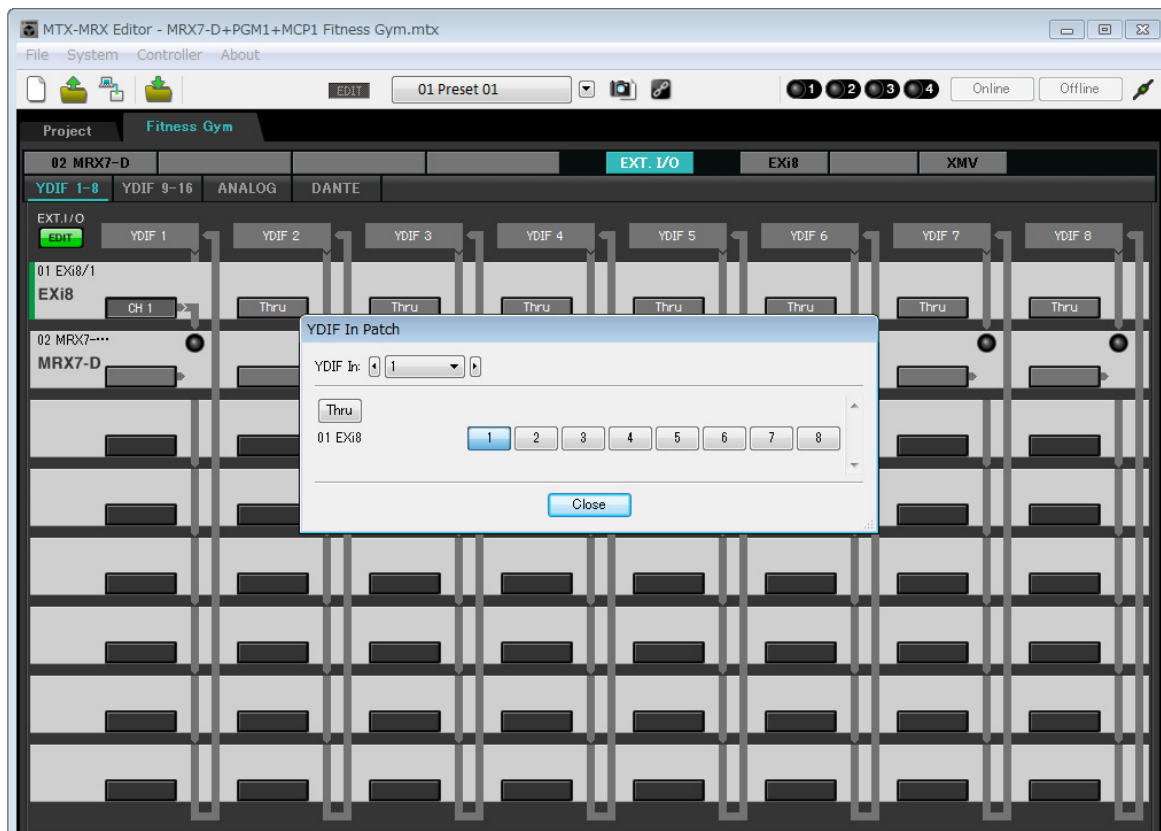 MTX-MRX Editor - MRX7-D+PGM1+MCP1 Fitness Gym.mtx
File System Controller About
EDIT 01 Preset 01 1 2 3 4 Online Offline
Project Fitness Gym
02 MRX7-D EXT. I/O EXi8 XMV
YDIF 1-8 YDIF 9-16 ANALOG DANTE
EXT.I/O
EDIT YDIF 1 YDIF 2 YDIF 3 YDIF 4 YDIF 5 YDIF 6 YDIF 7 YDIF 8
01 EXi8/1
EXi8
CH 1 Thru Thru Thru Thru Thru Thru Thru
02 MRX7-···
MRX7-D
YDIF In Patch
YDIF In: 1
Thru
01 EXi8 1 2 3 4 5 6 7 8
Close